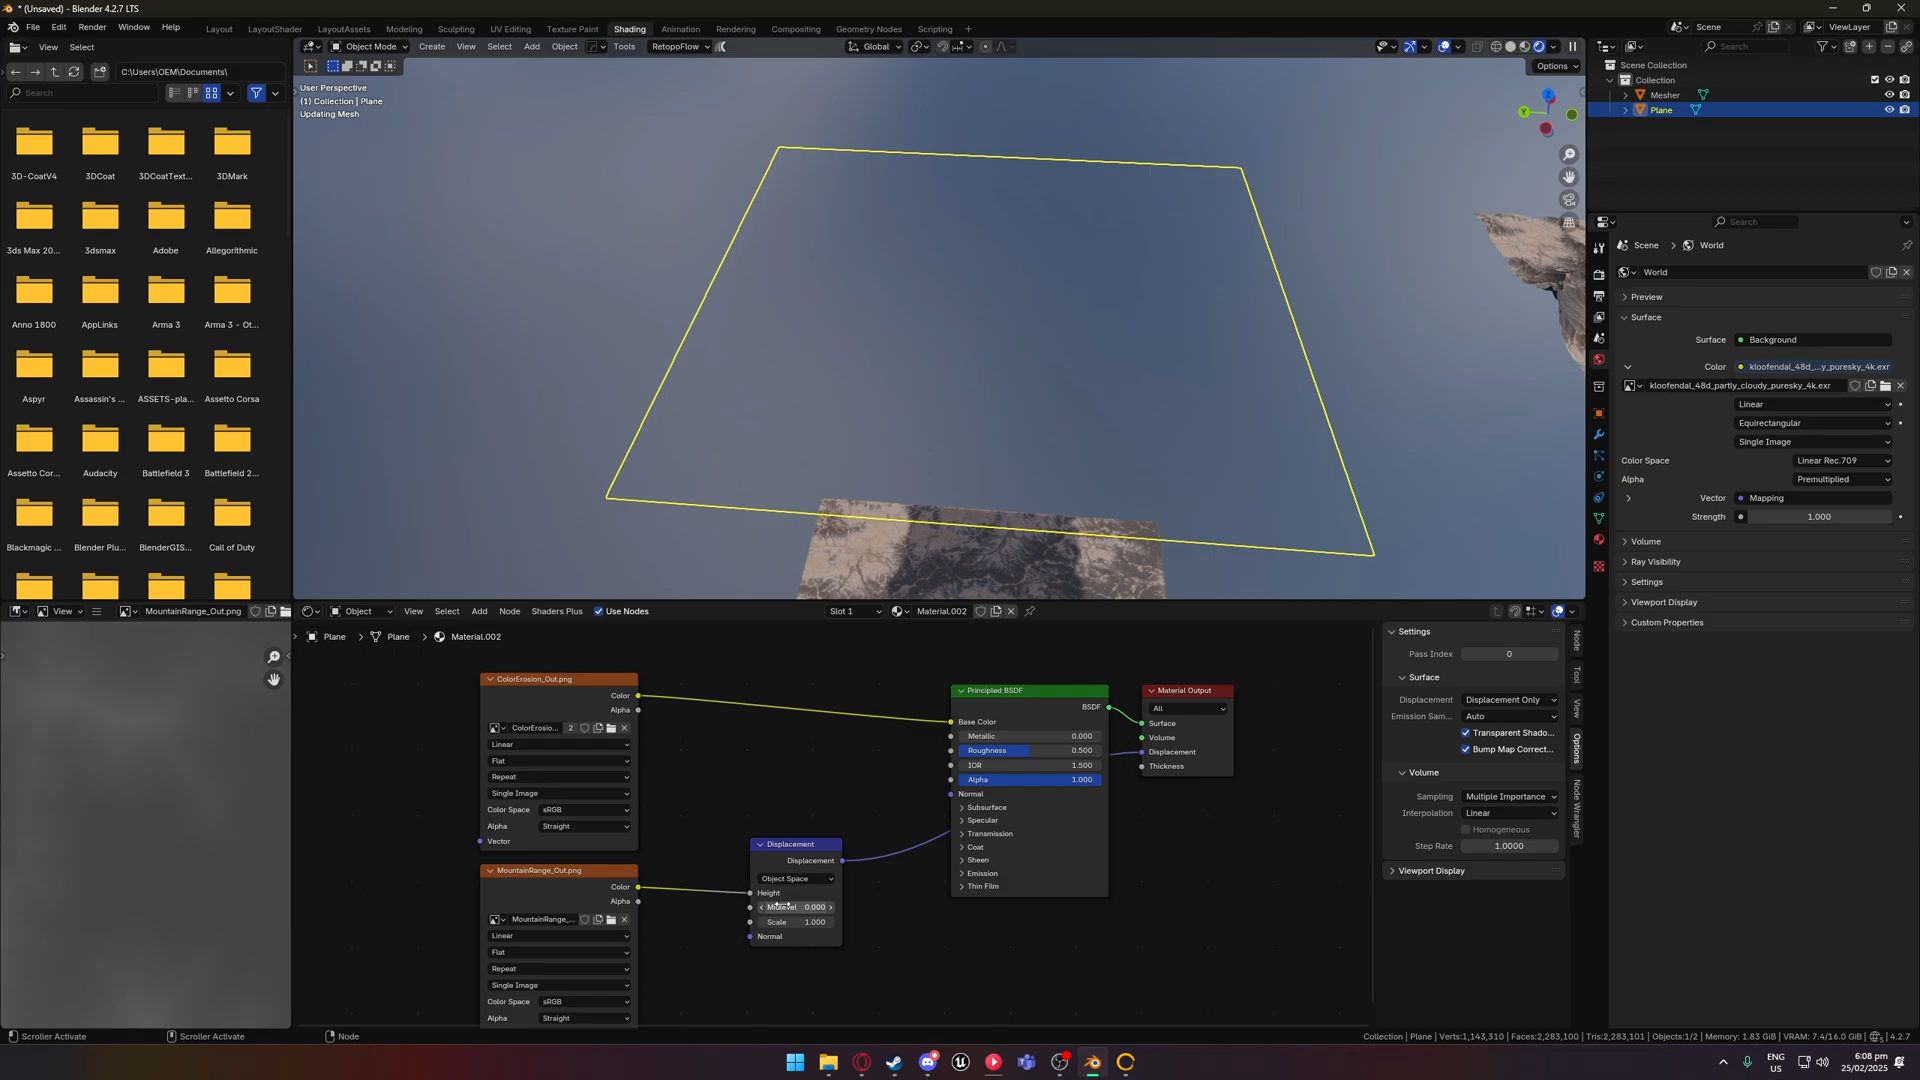 * (Unsaved) - Blender 4.2.7 LTS
File Edit Render Window Help
Layout LayoutShader LayoutAssets Modeling Sculpting UV Editing Texture Paint Shading Animation Rendering Compositing Geometry Nodes Scripting +
Scene
ViewLayer
View Select
Object Mode Create View Select Add Object Tools RetopoFlow
Global
Search
C:\Users\OEM\Documents\
Options
Search
User Perspective
(1) Collection | Plane
Updating Mesh
Z
Y
Scene Collection
Collection
Mesher
Plane
3D-CoatV4
3DCoat
3DCoatText...
3DMark
3ds Max 20...
3dsmax
Adobe
Allegorithmic
Anno 1800
AppLinks
Arma 3
Arma 3 - Ot...
Aspyr
Assassin's ...
ASSETS-pla...
Assetto Corsa
Assetto Cor...
Audacity
Battlefield 3
Battlefield 2...
Blackmagic ...
Blender Plu...
BlenderGIS...
Call of Duty
Search
Scene > World
World
Preview
Surface
Surface Background
Color kloofendal_48d_...y_puresky_4k.exr
kloofendal_48d_partly_cloudy_puresky_4k.exr
Linear
Equirectangular
Single Image
Color Space Linear Rec.709
Alpha Premultiplied
Vector Mapping
Strength 1.000
Volume
Ray Visibility
Settings
Viewport Display
Custom Properties
View
MountainRange_Out.png
Object View Select Add Node Shaders Plus Use Nodes
Slot 1
Material.002
Plane > Plane > Material.002
ColorErosion_Out.png
Color
Alpha
ColorErosio... 2
Linear
Flat
Repeat
Single Image
Color Space sRGB
Alpha Straight
Vector
MountainRange_Out.png
Color
Alpha
MountainRange_...
Linear
Flat
Repeat
Single Image
Color Space sRGB
Alpha Straight
Displacement
Displacement
Object Space
Height
Midlevel 0.000
Scale 1.000
Normal
Principled BSDF
BSDF
Base Color
Metallic 0.000
Roughness 0.500
IOR 1.500
Alpha 1.000
Normal
Subsurface
Specular
Transmission
Coat
Sheen
Emission
Thin Film
Material Output
All
Surface
Volume
Displacement
Thickness
Settings
Pass Index 0
Surface
Displacement Displacement Only
Emission Sam... Auto
Transparent Shado...
Bump Map Correct...
Volume
Sampling Multiple Importance
Interpolation Linear
Homogeneous
Step Rate 1.0000
Viewport Display
Node
Tool
View
Options
Node Wrangler
Scroller Activate
Scroller Activate
Node
Collection | Plane | Verts:1,143,310 | Faces:2,283,100 | Tris:2,283,101 | Objects:1/2 | Memory: 1.83 GiB | VRAM: 7.4/16.0 GiB
4.2.7
ENG
US
6:08 pm
25/02/2025